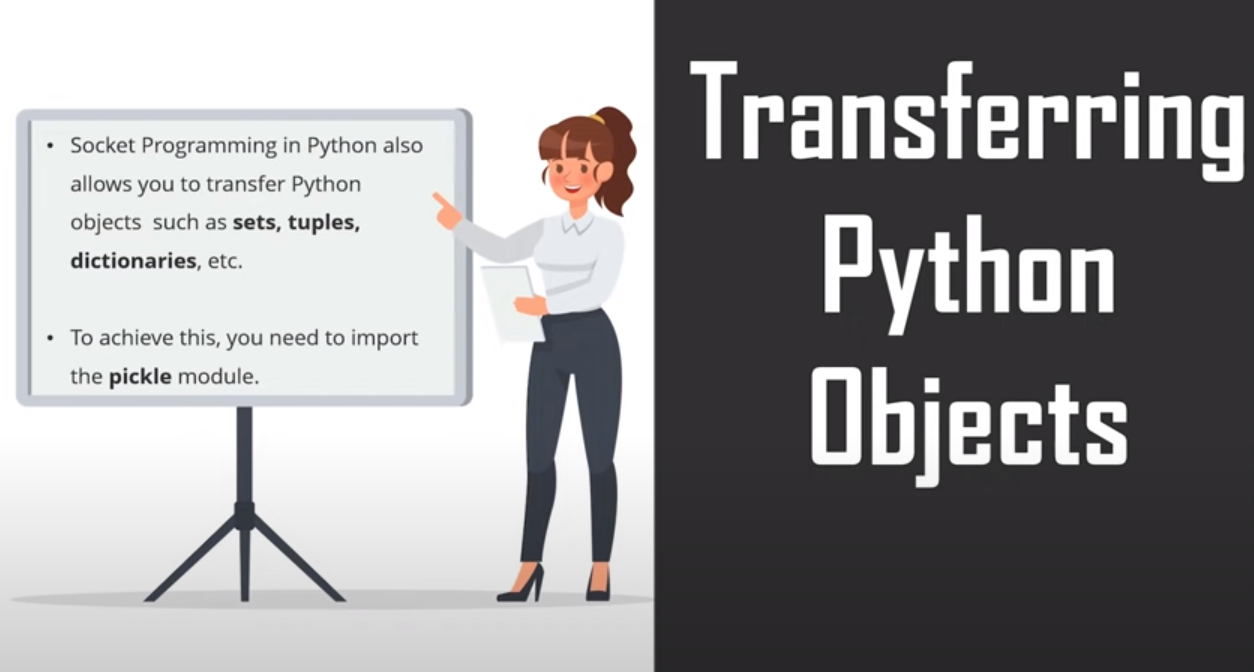 • Socket Programming in Python also
allows you to transfer Python
objects such as sets, tuples,
dictionaries, etc.
• To achieve this, you need to import
the pickle module.
Transferring
Python
Objects